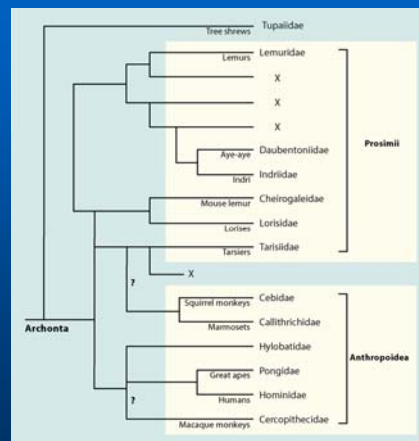 Tupaiidae
Tree shrews
Lemuridae
Lemurs
X
X
X
Daubentoniidae
Aye-aye
Prosimii
Indriidae
Indri
Cheirogaleidae
Mouse lemur
Lorisidae
Lorises
Tarisiidae
Tarsiers
X
?
Cebidae
Squirrel monkeys
Callithrichidae
Marmosets
Archonta
Hylobatidae
Anthropoidea
Pongidae
Great apes
Hominidae
Humans
?
Cercopithecidae
Macaque monkeys